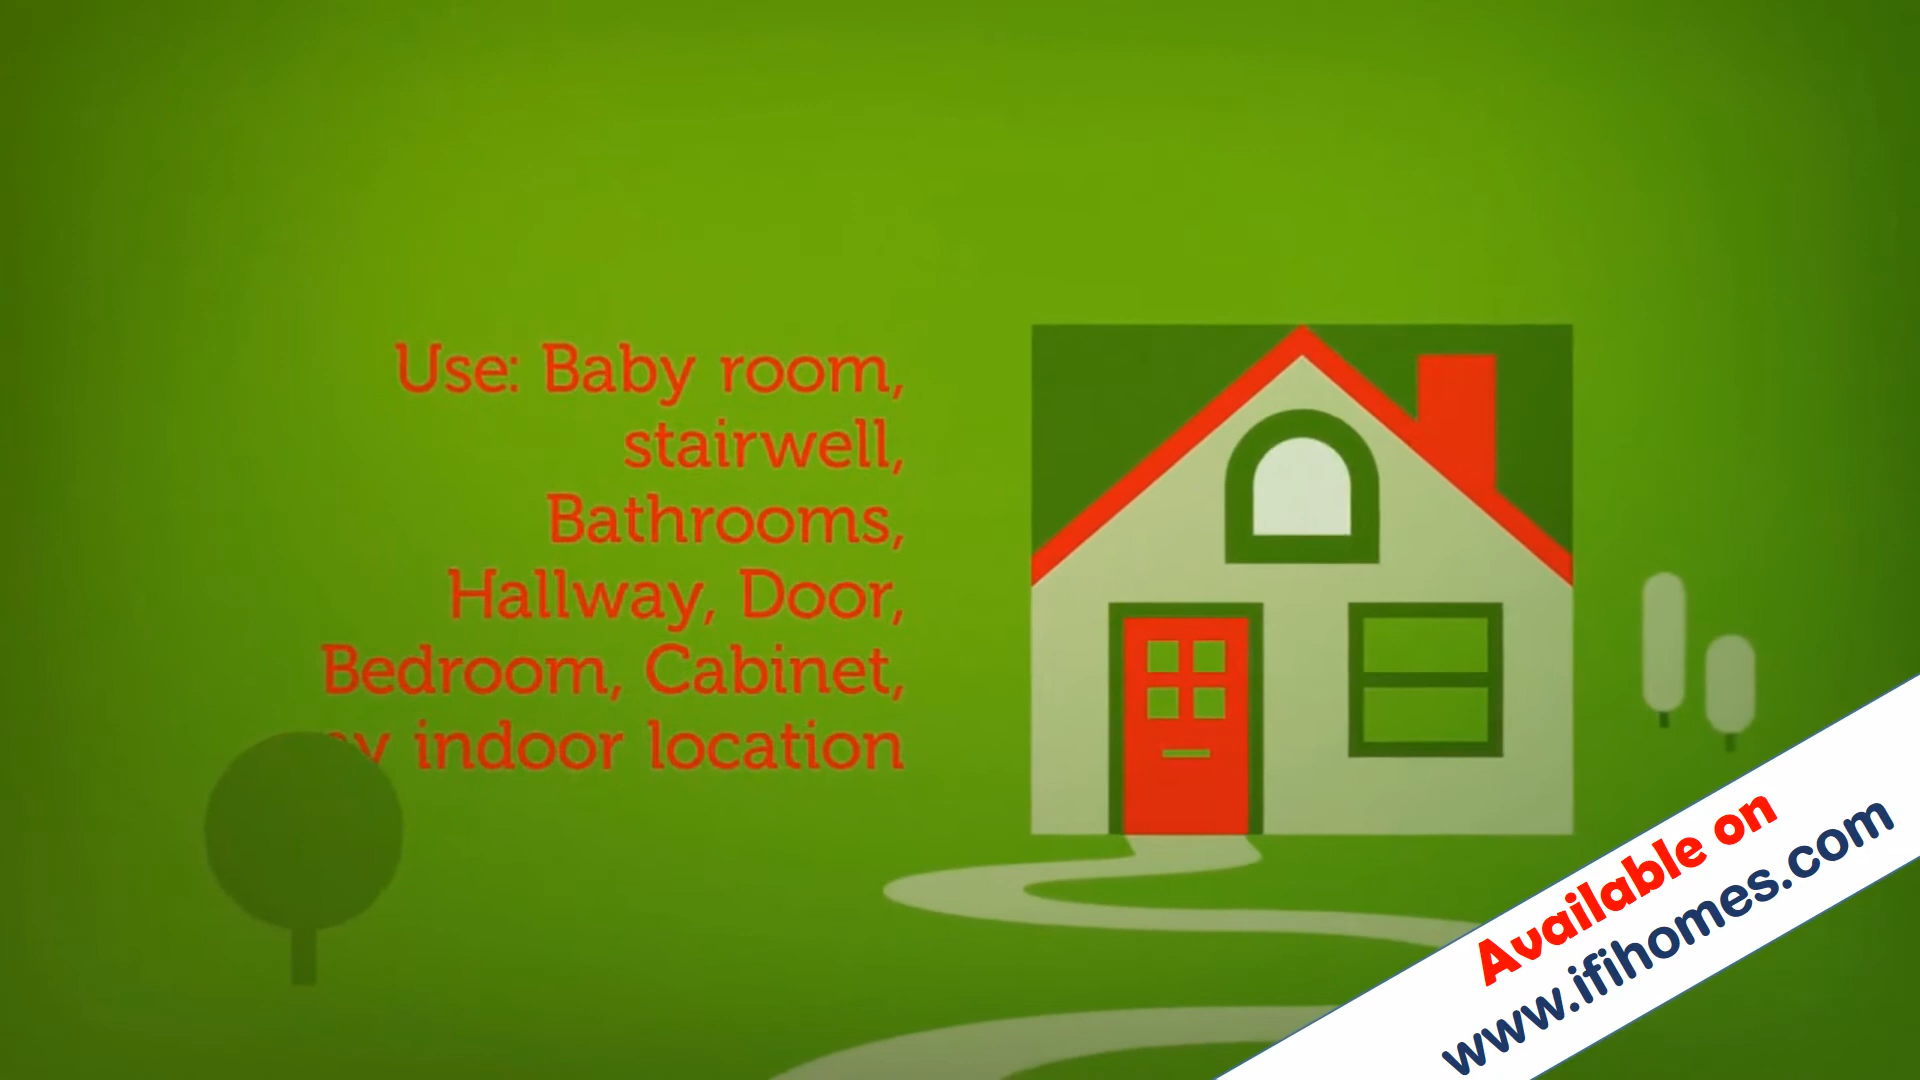 Use: Baby room,
stairwell,
Bathrooms,
Hallway, Door,
Bedroom, Cabinet,
indoor location
Available on
www.ifihomes.com